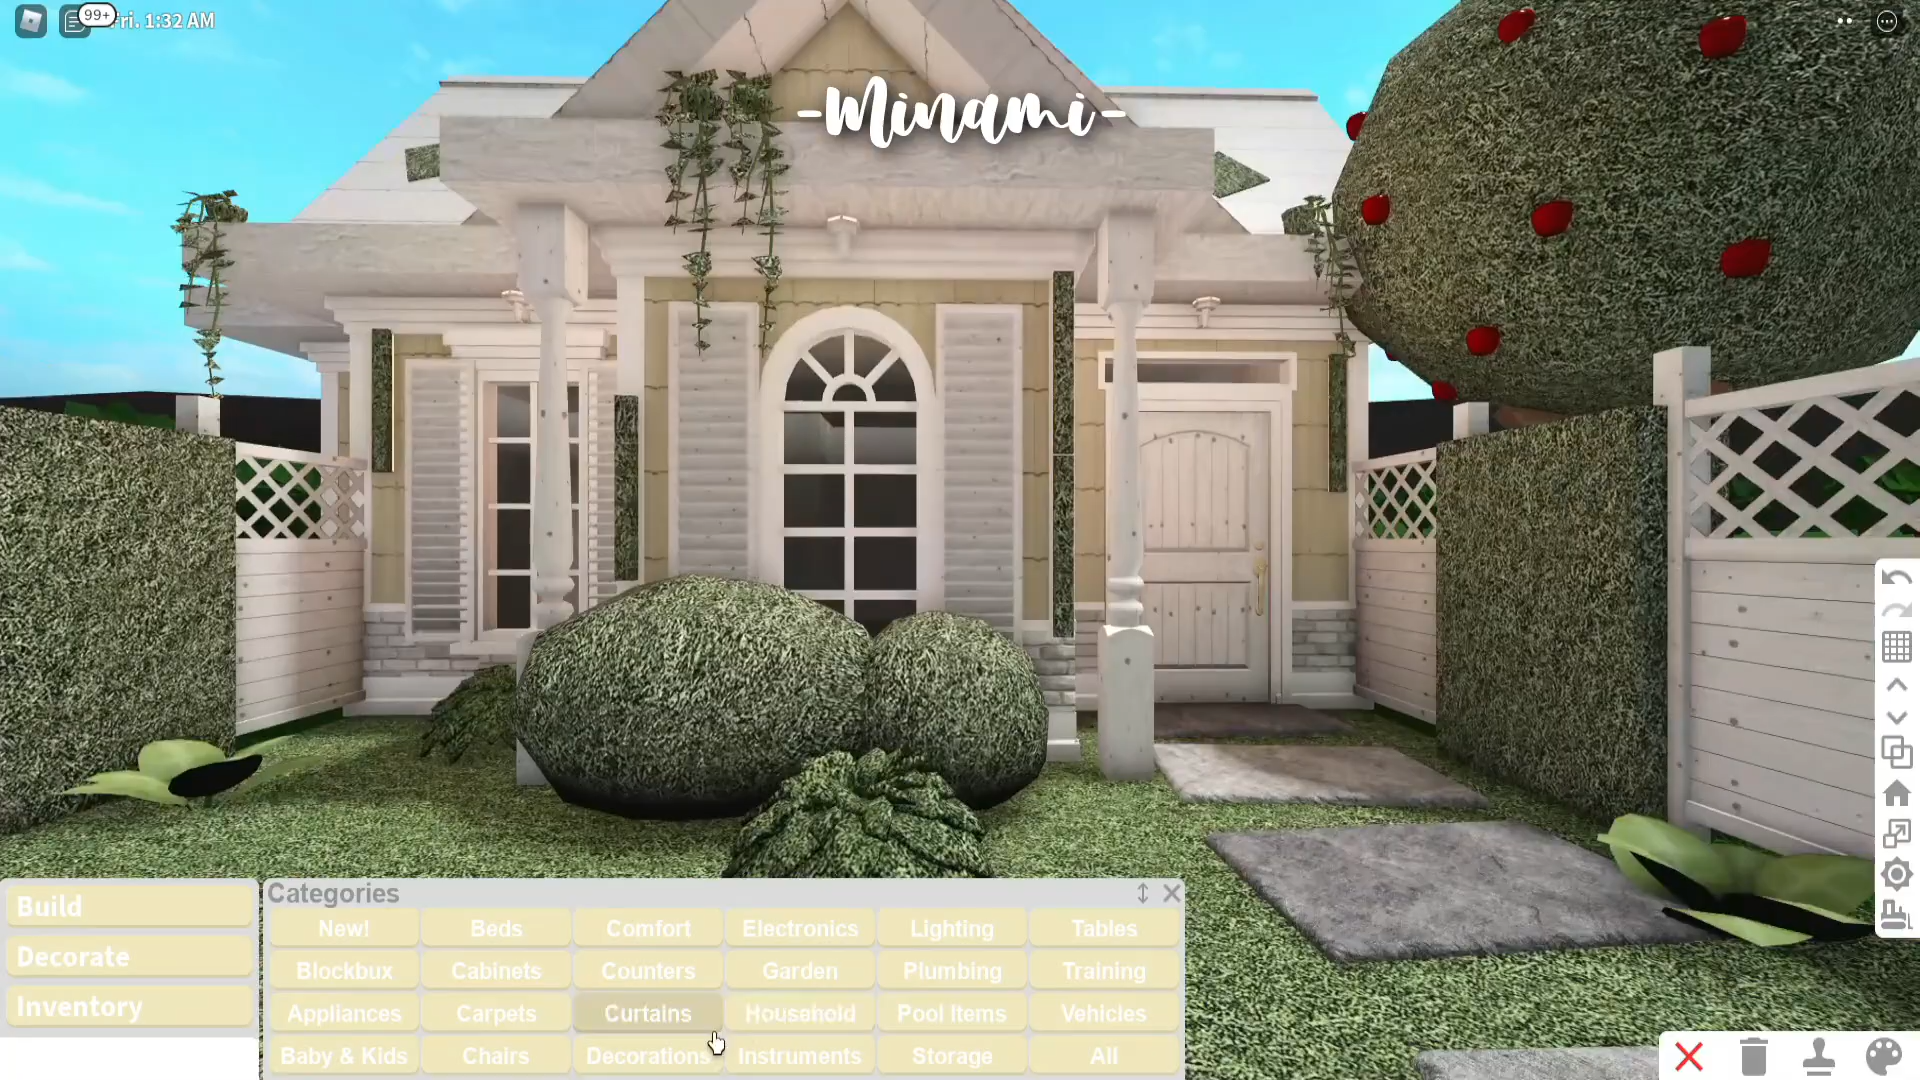 99+
Fri. 1:32 AM
-Minami-
Build
Decorate
Inventory
Categories
New! Beds Comfort Electronics Lighting Tables
Blockbux Cabinets Counters Garden Plumbing Training
Appliances Carpets Curtains Household Pool Items Vehicles
Baby & Kids Chairs Decorations Instruments Storage All